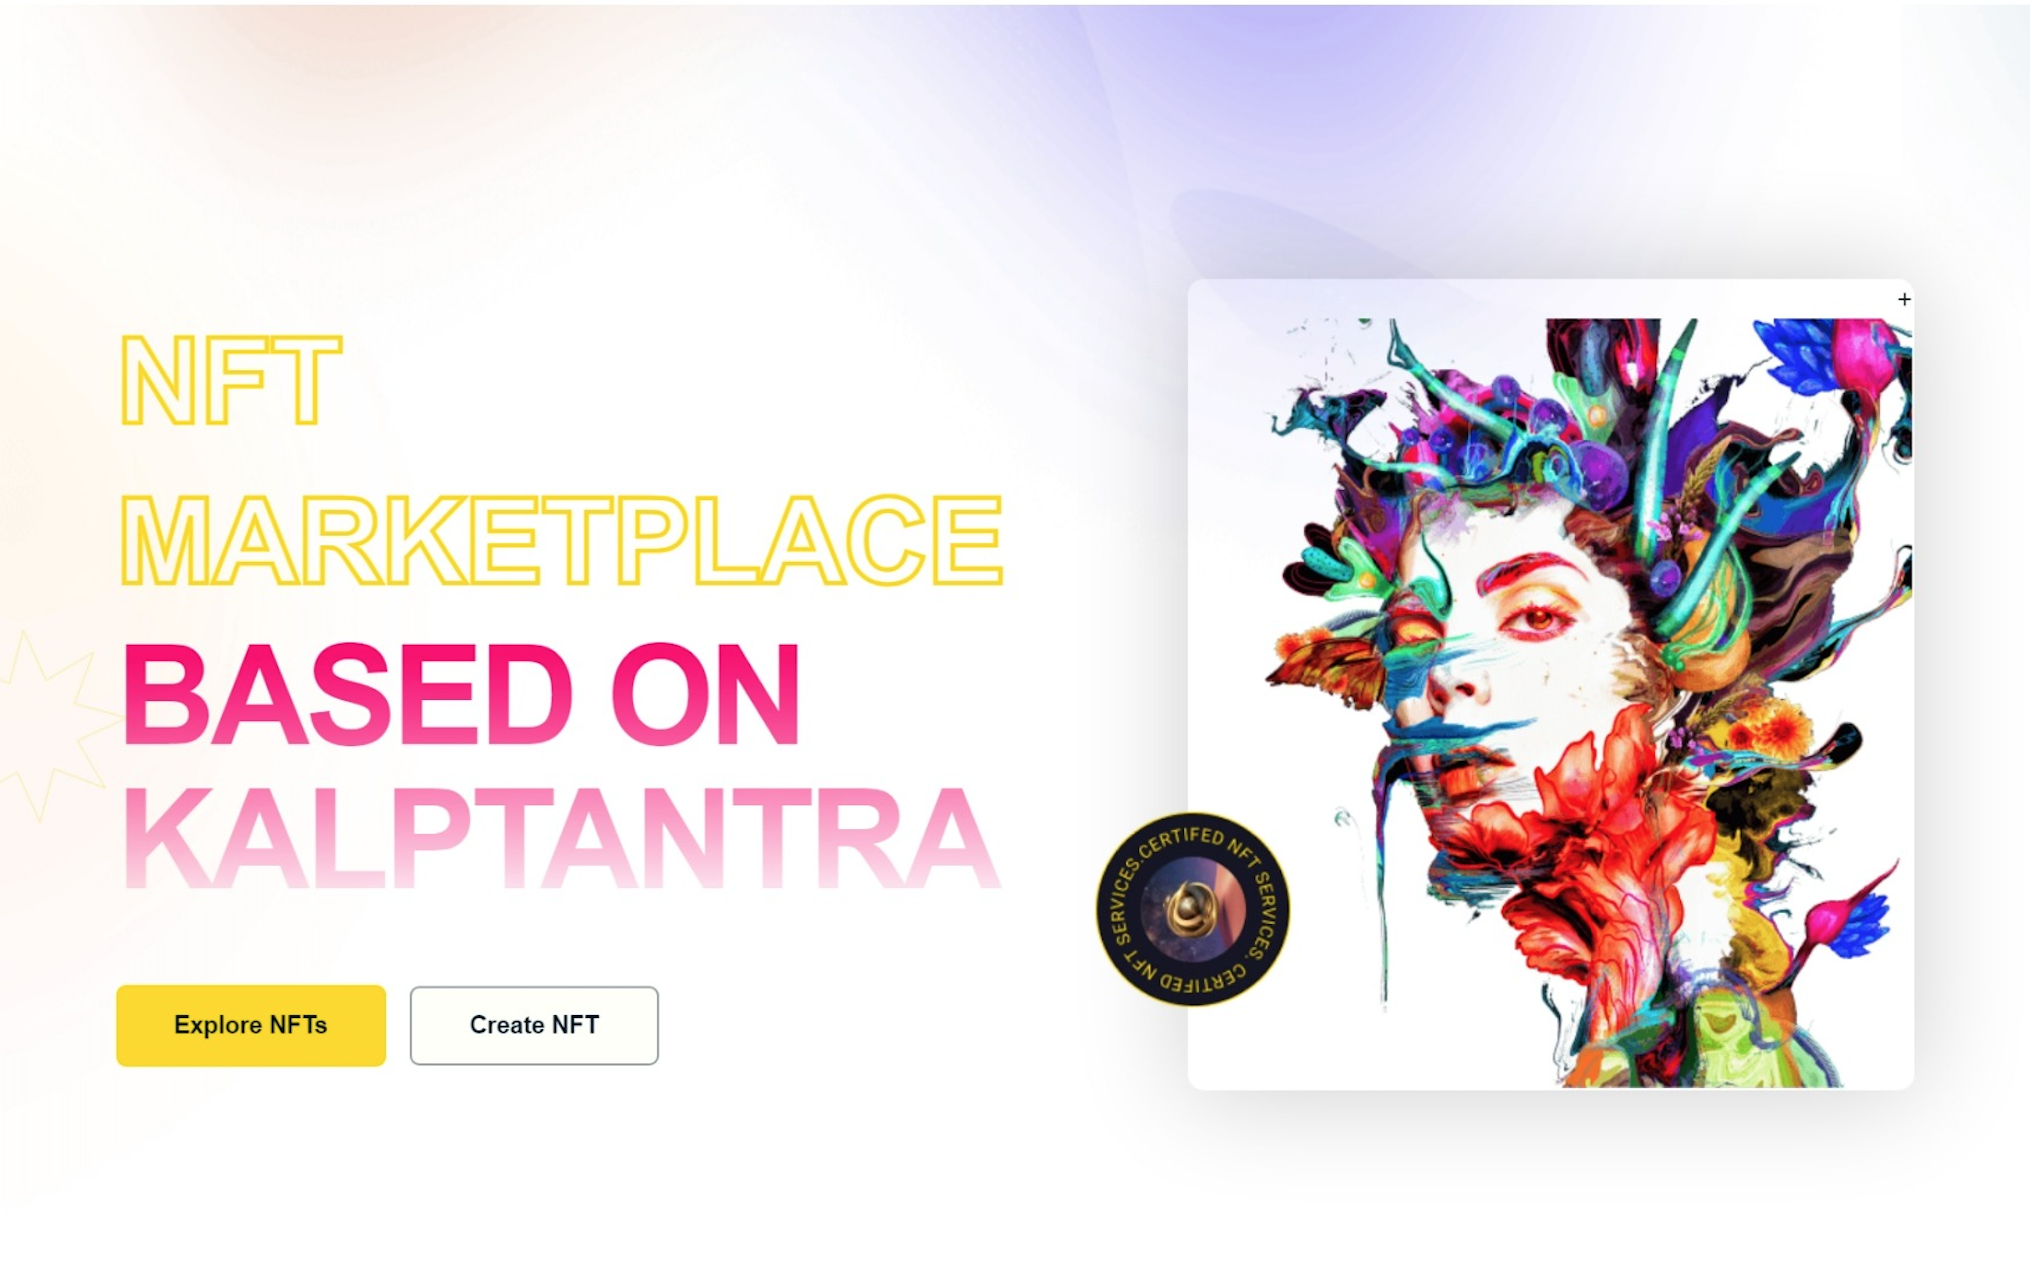 NFT
MARKETPLACE
BASED ON
KALPTANTRA
Explore NFTs
Create NFT
+
CERTIFED NFT SERVICES. CERTIFED NFT SERVICES.